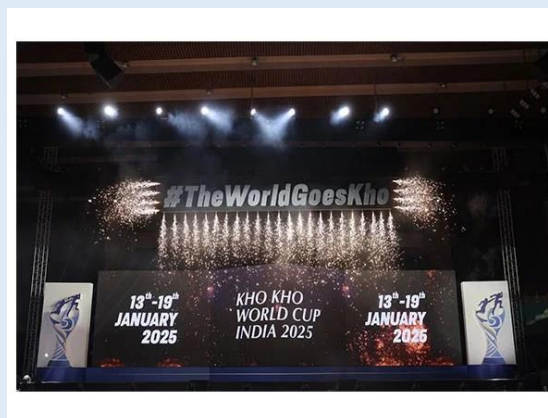 #TheWorldGoesKho
13th-19th
JANUARY
2025
KHO KHO
WORLD CUP
INDIA 2025
13th-19th
JANUARY
2025